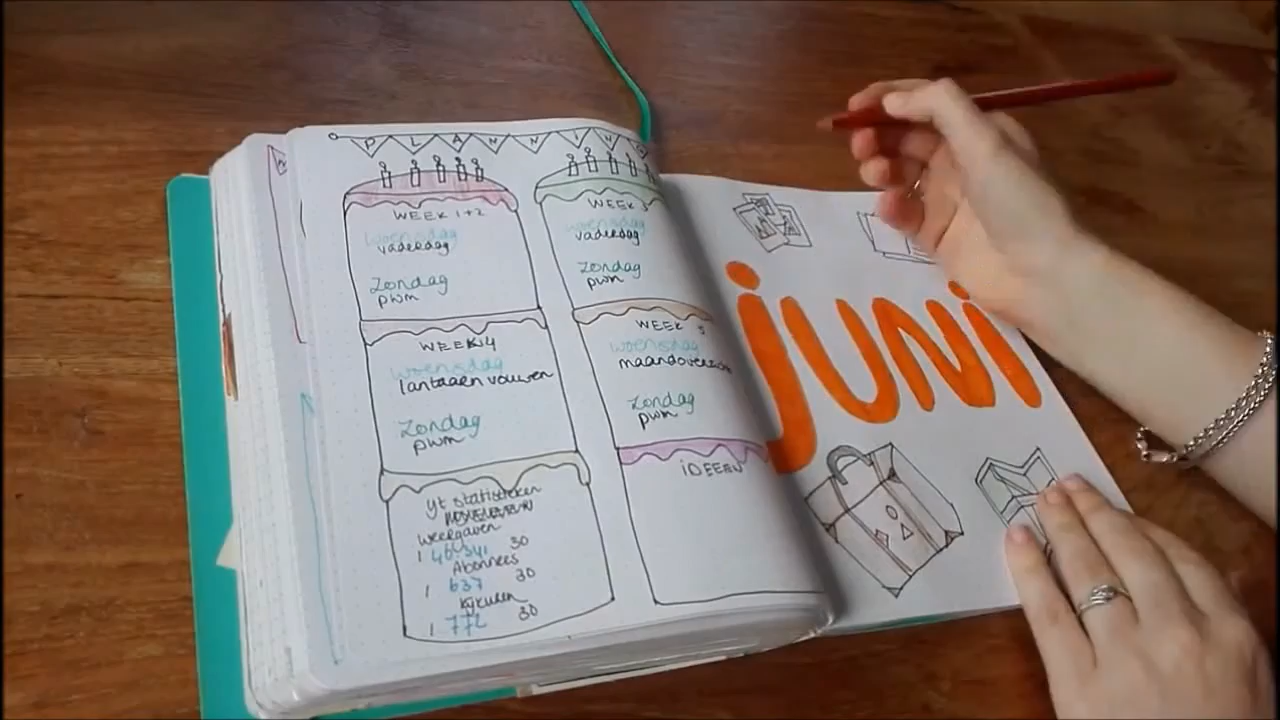 PLANNING
WEEK 1+2
woensdag
vaderdag
zondag
pwm
WEEK 4
woensdag
lantaarn vouwen
zondag
pwm
yt statistieken
weergaven
1 46341 30
Abonnees
1 637 30
kijkuren
1 772 30
WEEK 3
woensdag
vaderdag
zondag
pwm
WEEK 5
woensdag
maandoverzicht
zondag
pwm
IDEEEN
juni